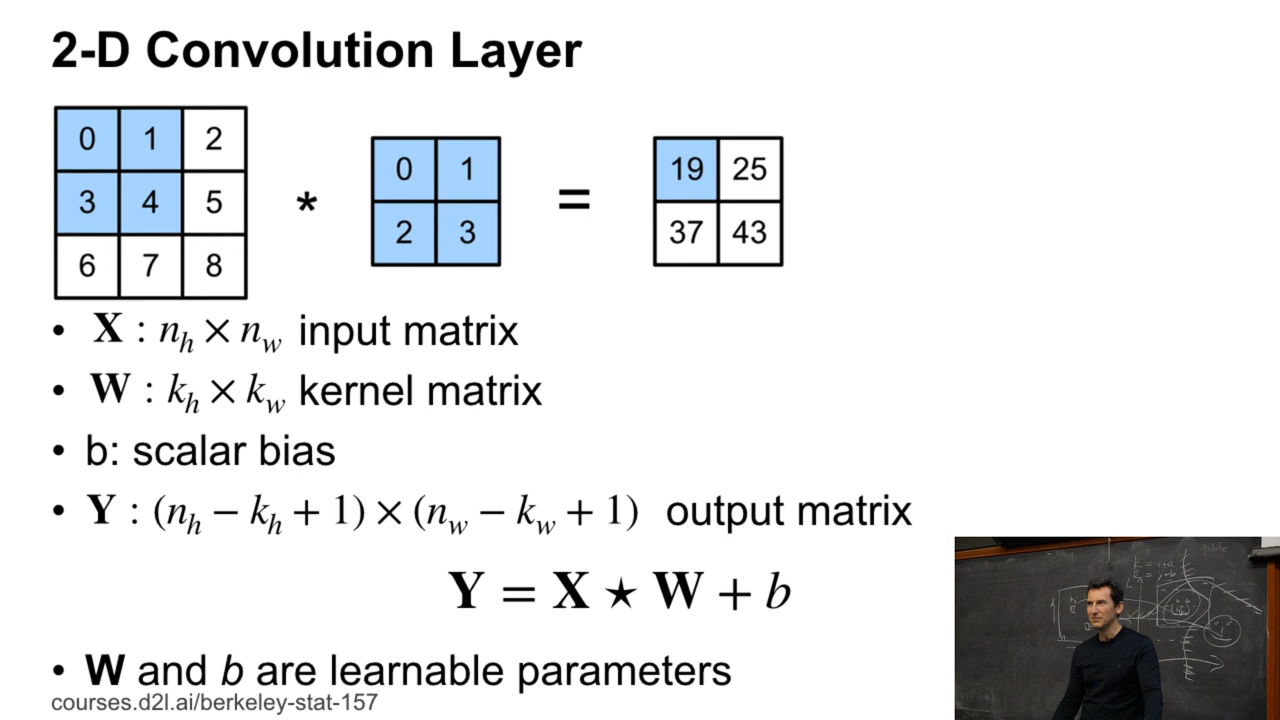 2-D Convolution Layer
0 1 2
3 4 5
6 7 8
*
0 1
2 3
=
19 25
37 43
• X : n_h × n_w input matrix
• W : k_h × k_w kernel matrix
• b: scalar bias
• Y : (n_h − k_h + 1) × (n_w − k_w + 1) output matrix
Y = X ★ W + b
• W and b are learnable parameters
courses.d2l.ai/berkeley-stat-157